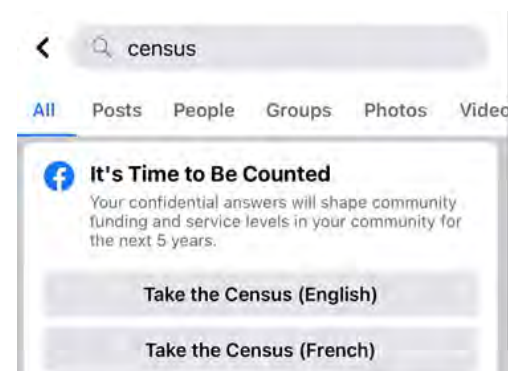 census
All Posts People Groups Photos Video
It's Time to Be Counted
Your confidential answers will shape community
funding and service levels in your community for
the next 5 years.
Take the Census (English)
Take the Census (French)